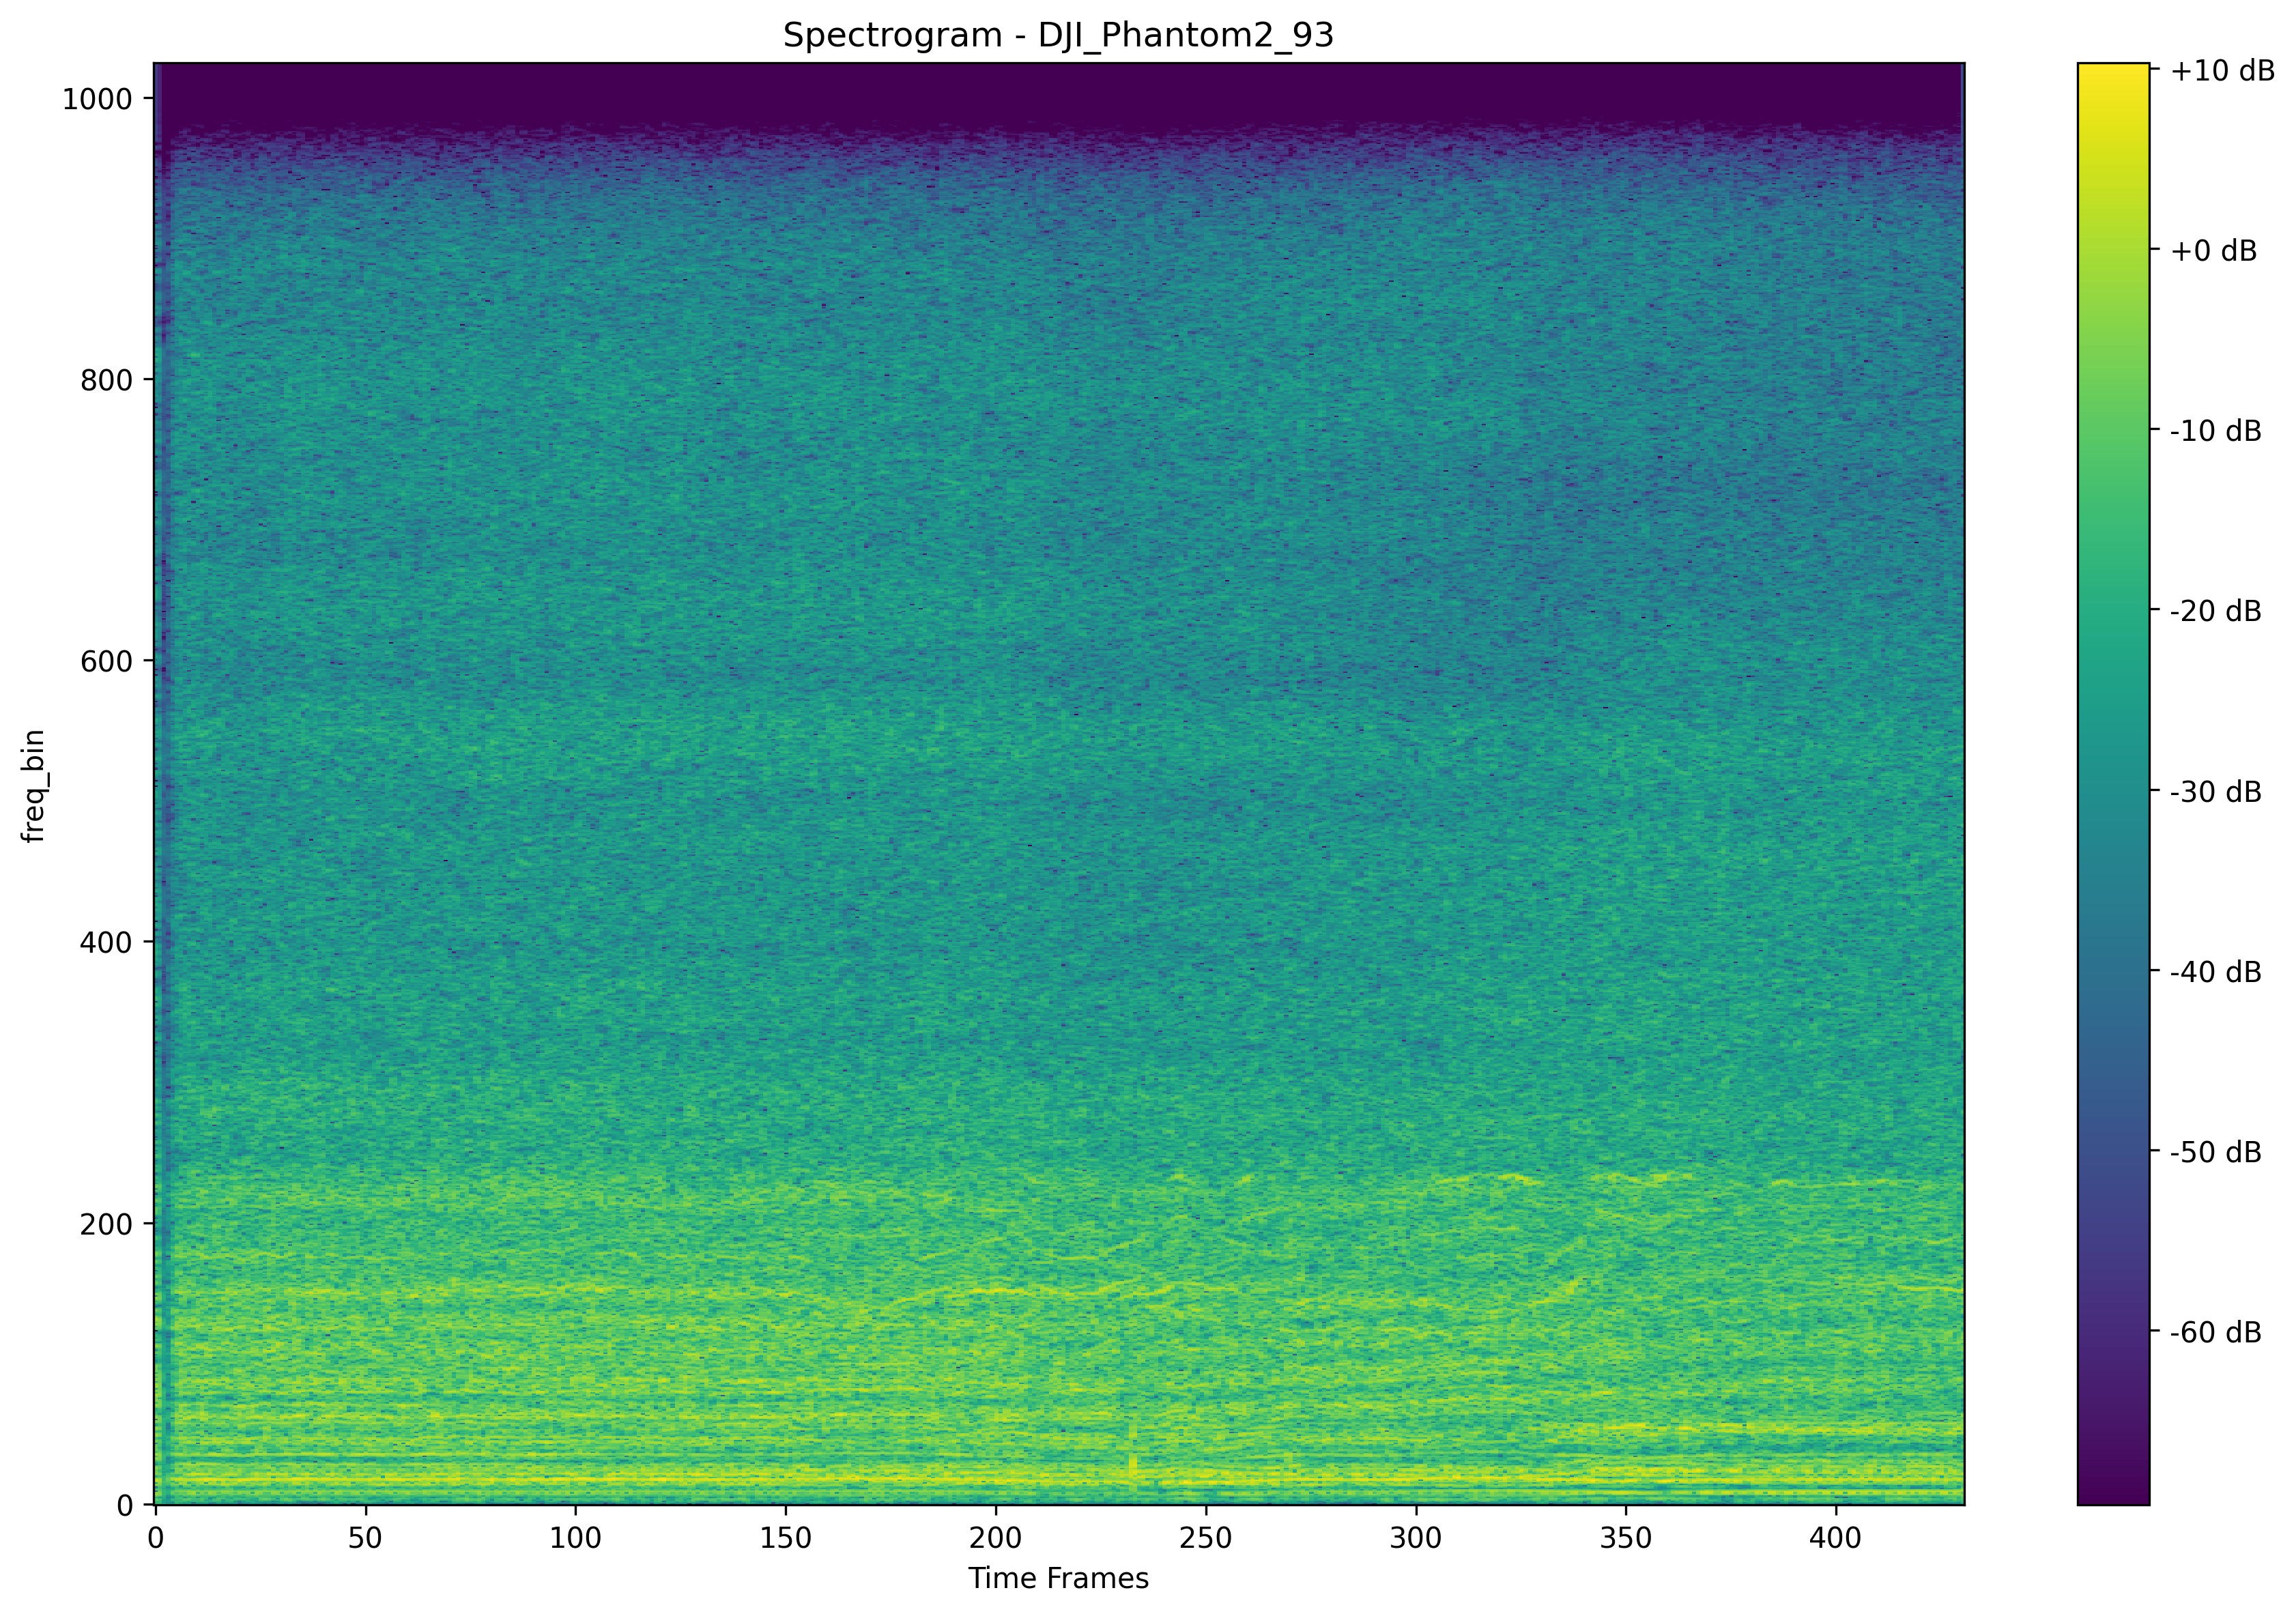 Spectrogram - DJI_Phantom2_93
1000
800
600
400
200
0
freq_bin
0 50 100 150 200 250 300 350 400
Time Frames
+10 dB
+0 dB
-10 dB
-20 dB
-30 dB
-40 dB
-50 dB
-60 dB